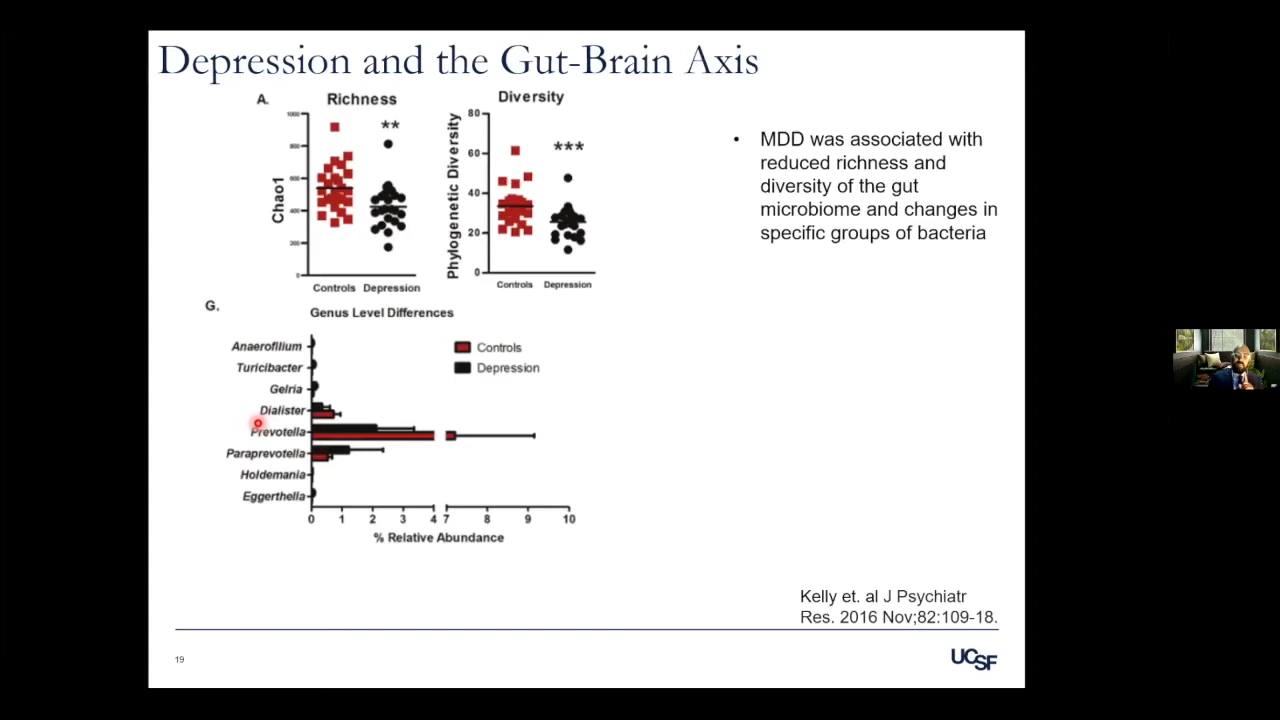 Depression and the Gut-Brain Axis
A.
Richness
**
Chao1
1000
800
600
400
200
0
Controls Depression
Diversity
***
Phylogenetic Diversity
80
60
40
20
0
Controls Depression
• MDD was associated with
reduced richness and
diversity of the gut
microbiome and changes in
specific groups of bacteria
G.
Genus Level Differences
Controls
Depression
Anaerofilium
Turicibacter
Gelria
Dialister
Prevotella
Paraprevotella
Holdemania
Eggerthella
0 1 2 3 4 7 8 9 10
% Relative Abundance
Kelly et. al J Psychiatr
Res. 2016 Nov;82:109-18.
19
UCSF